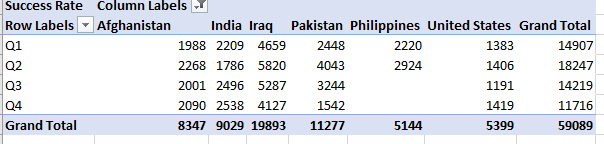 Success Rate Column Labels
Row Labels Afghanistan India Iraq Pakistan Philippines United States Grand Total
Q1 1988 2209 4659 2448 2220 1383 14907
Q2 2268 1786 5820 4043 2924 1406 18247
Q3 2001 2496 5287 3244 1191 14219
Q4 2090 2538 4127 1542 1419 11716
Grand Total 8347 9029 19893 11277 5144 5399 59089